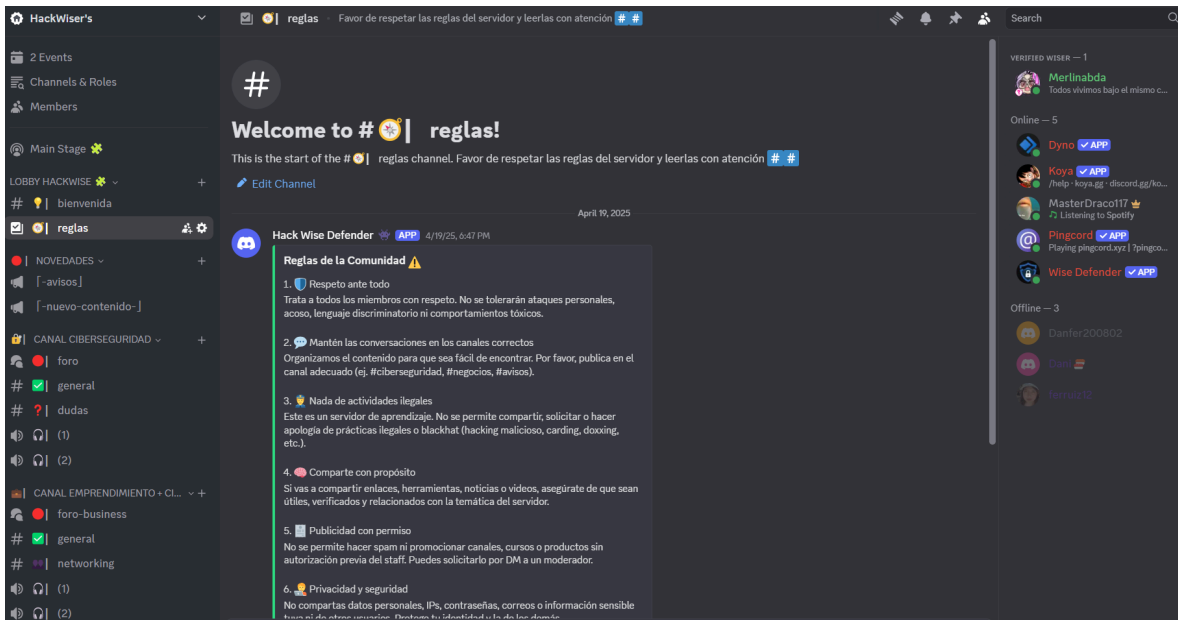 HackWiser's
2 Events
Channels & Roles
Members
Main Stage
LOBBY HACKWISE
bienvenida
reglas
NOVEDADES
[-avisos]
[-nuevo-contenido-]
CANAL CIBERSEGURIDAD
foro
general
dudas
(1)
(2)
CANAL EMPRENDIMIENTO + CI...
foro-business
general
networking
(1)
(2)
reglas Favor de respetar las reglas del servidor y leerlas con atención # #
#
Welcome to # | reglas!
This is the start of the # | reglas channel. Favor de respetar las reglas del servidor y leerlas con atención # #
Edit Channel
April 19, 2025
Hack Wise Defender APP 4/19/25, 6:47 PM
Reglas de la Comunidad
1. Respeto ante todo
Trata a todos los miembros con respeto. No se tolerarán ataques personales,
acoso, lenguaje discriminatorio ni comportamientos tóxicos.
2. Mantén las conversaciones en los canales correctos
Organizamos el contenido para que sea fácil de encontrar. Por favor, publica en el
canal adecuado (ej. #ciberseguridad, #negocios, #avisos).
3. Nada de actividades ilegales
Este es un servidor de aprendizaje. No se permite compartir, solicitar o hacer
apología de prácticas ilegales o blackhat (hacking malicioso, carding, doxxing,
etc.).
4. Comparte con propósito
Si vas a compartir enlaces, herramientas, noticias o videos, asegúrate de que sean
útiles, verificados y relacionados con la temática del servidor.
5. Publicidad con permiso
No se permite hacer spam ni promocionar canales, cursos o productos sin
autorización previa del staff. Puedes solicitarlo por DM a un moderador.
6. Privacidad y seguridad
No compartas datos personales, IPs, contraseñas, correos o información sensible
tuya ni de otros usuarios. Protege tu identidad y la de los demás.
Search
VERIFIED WISER — 1
Merlinabda
Todos vivimos bajo el mismo c...
Online — 5
Dyno APP
Koya APP
/help · koya.gg · discord.gg/ko...
MasterDraco117
Listening to Spotify
Pingcord APP
Playing pingcord.xyz | ?pingco...
Wise Defender APP
Offline — 3
Danfer200802
Dani